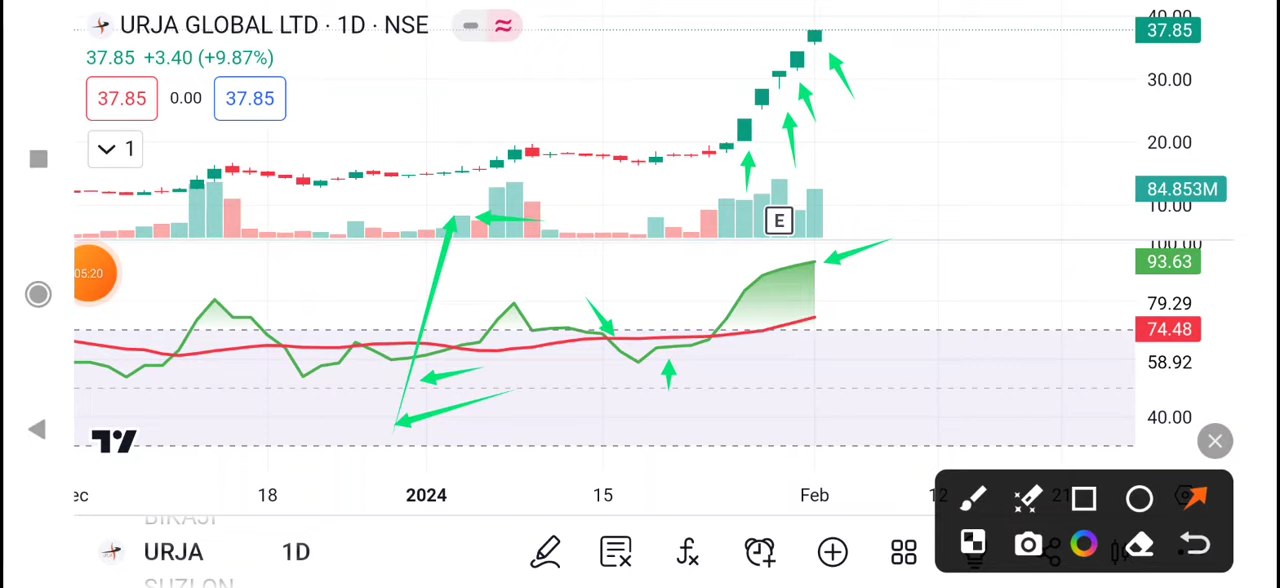 URJA GLOBAL LTD · 1D · NSE
37.85 +3.40 (+9.87%)
37.85 0.00 37.85
1
40.00
37.85
30.00
20.00
84.853M
10.00
E
100.00
93.63
05:20
79.29
74.48
58.92
40.00
ec 18 2024 15 Feb 12 21
BIKAJI
URJA 1D
SUZLON